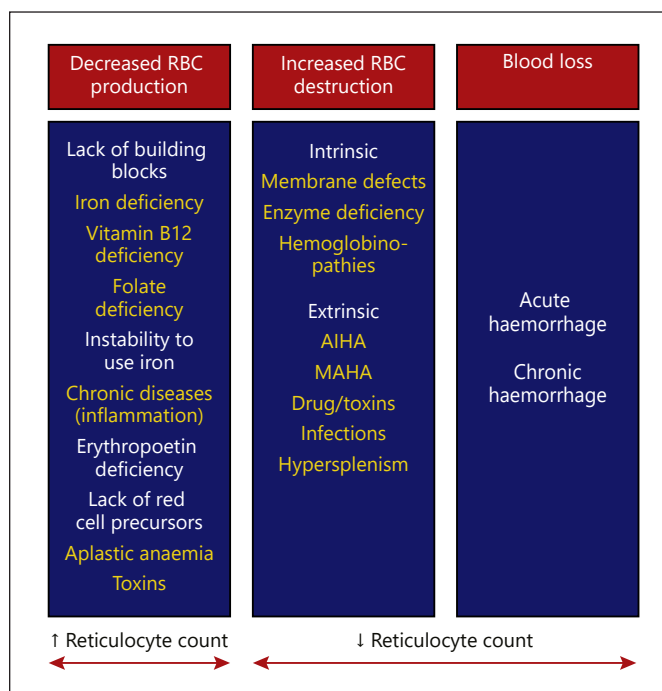 Decreased RBC
production
Increased RBC
destruction
Blood loss
Lack of building
blocks
Iron deficiency
Vitamin B12
deficiency
Folate
deficiency
Instability to
use iron
Chronic diseases
(inflammation)
Erythropoetin
deficiency
Lack of red
cell precursors
Aplastic anaemia
Toxins
Intrinsic
Membrane defects
Enzyme deficiency
Hemoglobino-
pathies
Extrinsic
AIHA
MAHA
Drug/toxins
Infections
Hypersplenism
Acute
haemorrhage
Chronic
haemorrhage
↑ Reticulocyte count
↓ Reticulocyte count